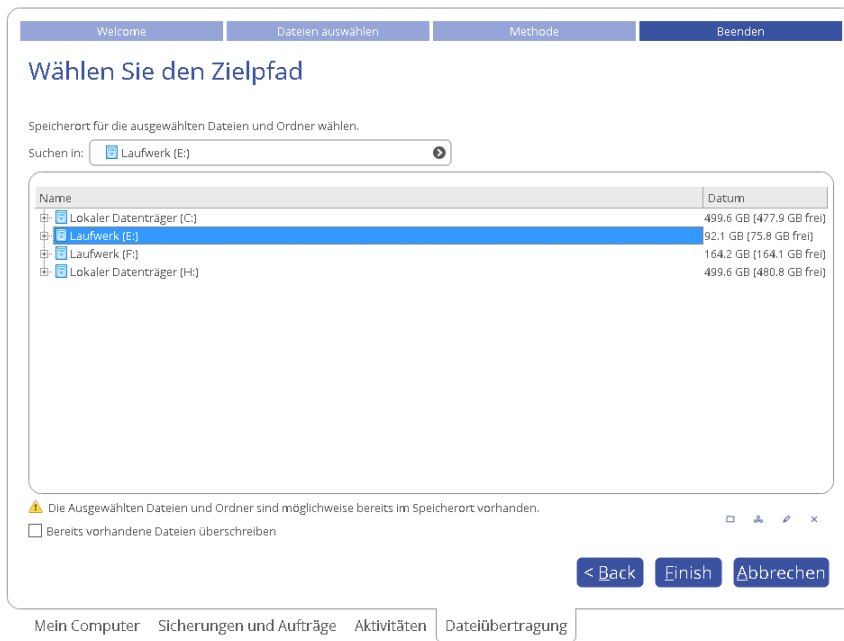 Welcome Dateien auswählen Methode Beenden
Wählen Sie den Zielpfad
Speicherort für die ausgewählten Dateien und Ordner wählen.
Suchen in: Laufwerk (E:)
Name Datum
Lokaler Datenträger (C:) 499.6 GB (477.9 GB frei)
Laufwerk (E:) 92.1 GB (75.8 GB frei)
Laufwerk (F:) 164.2 GB (164.1 GB frei)
Lokaler Datenträger (H:) 499.6 GB (480.8 GB frei)
Die Ausgewählten Dateien und Ordner sind möglichweise bereits im Speicherort vorhanden.
Bereits vorhandene Dateien überschreiben
< Back Finish Abbrechen
Mein Computer Sicherungen und Aufträge Aktivitäten Dateiübertragung